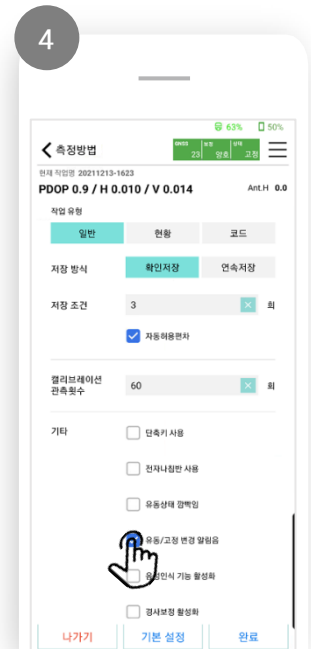 4
63% 50%
측정방법
GNSS 보정 상태
23 양호 고정
현재 작업명 20211213-1623
PDOP 0.9 / H 0.010 / V 0.014 Ant.H 0.0
작업 유형
일반 현황 코드
저장 방식 확인저장 연속저장
저장 조건 3 회
자동허용편차
캘리브레이션
관측횟수 60 회
기타 단축키 사용
전자나침반 사용
유동상태 깜빡임
유동/고정 변경 알림음
음성인식 기능 활성화
경사보정 활성화
나가기 기본 설정 완료